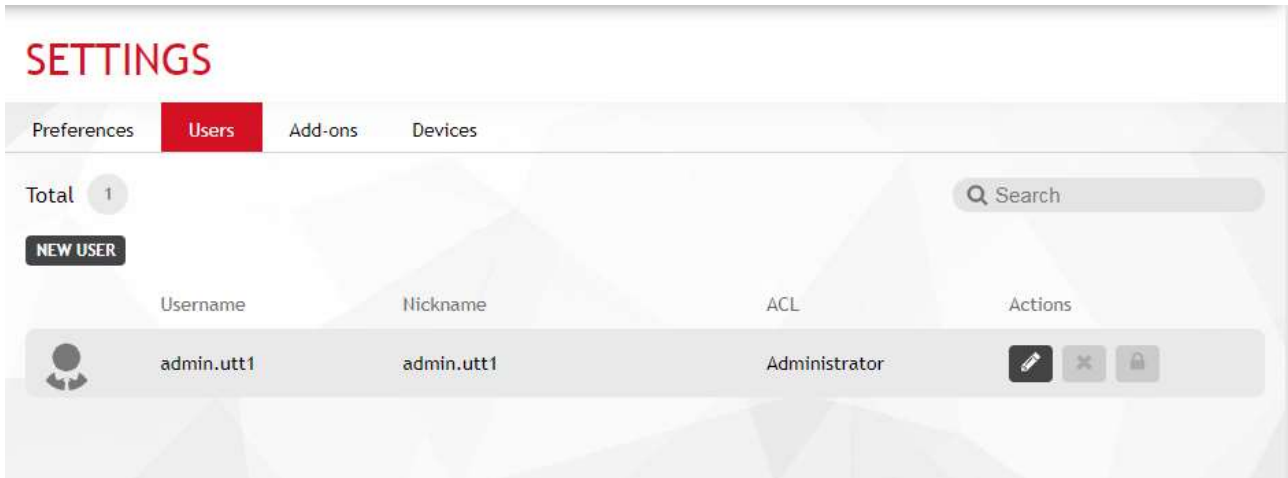 SETTINGS
Preferences Users Add-ons Devices
Total 1 Search
NEW USER
Username Nickname ACL Actions
admin.utt1 admin.utt1 Administrator